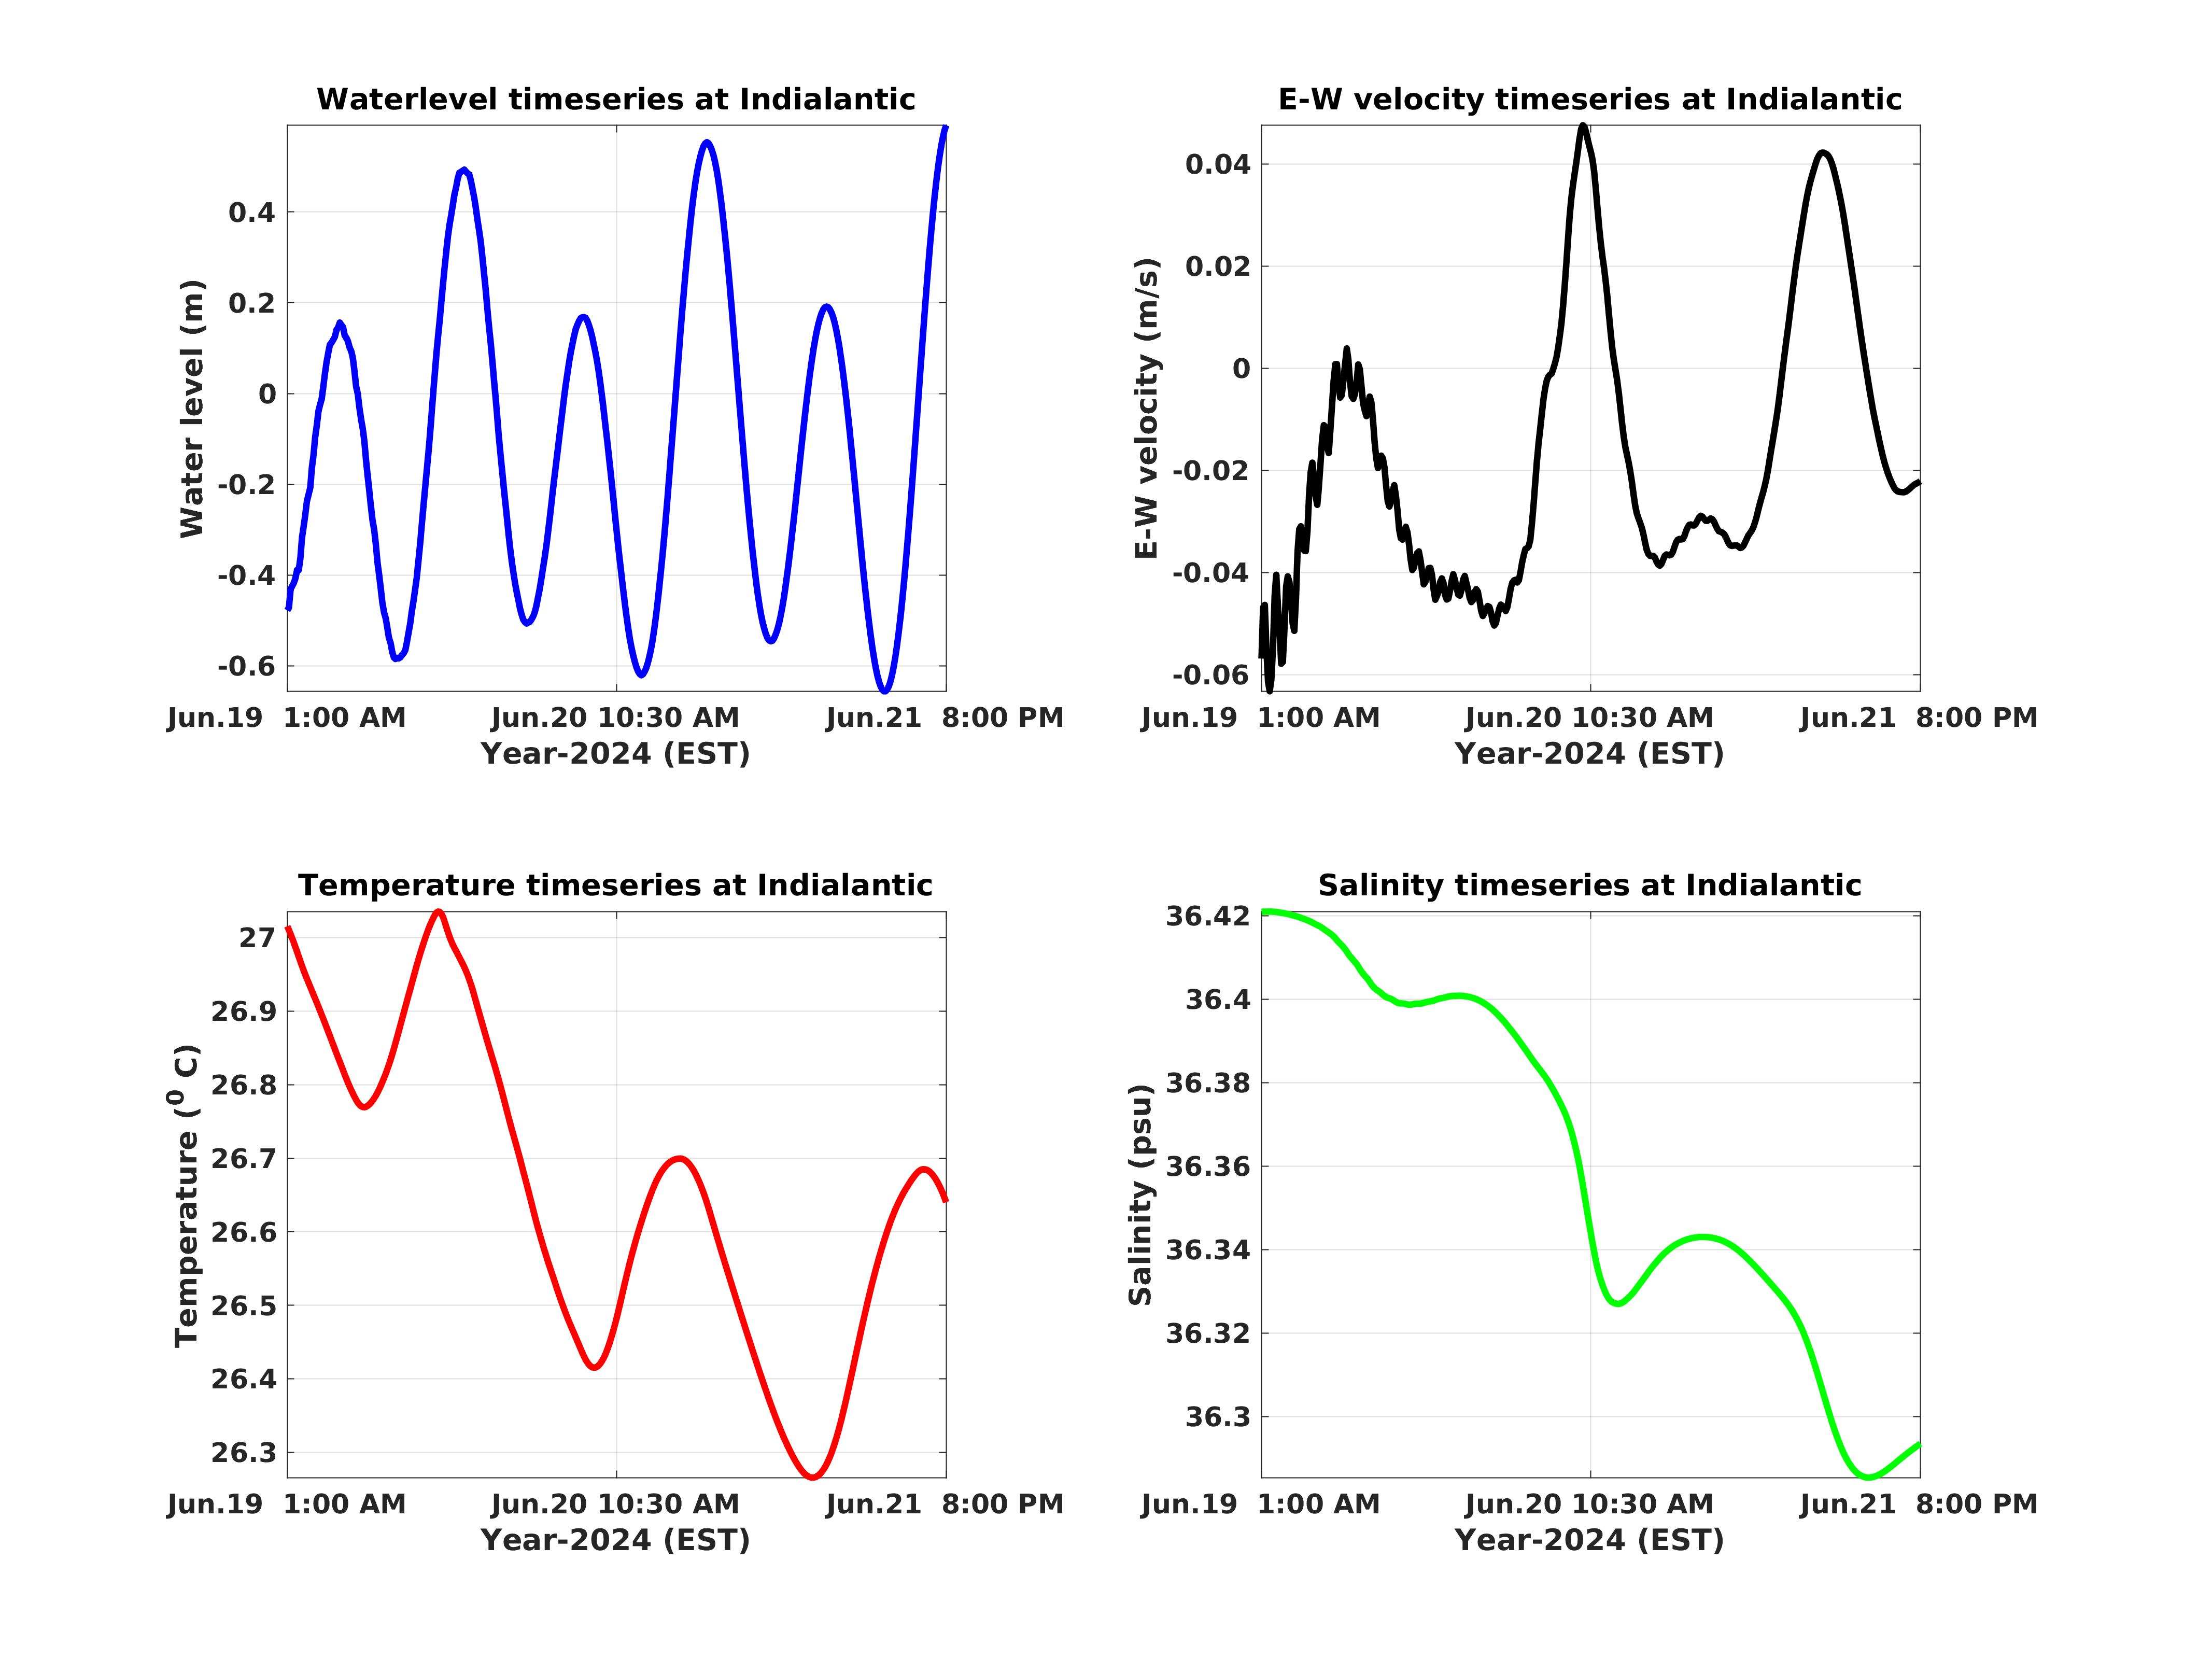 Waterlevel timeseries at Indialantic
0.4
0.2
0
-0.2
-0.4
-0.6
Water level (m)
Jun.19 1:00 AM Jun.20 10:30 AM Jun.21 8:00 PM
Year-2024 (EST)
E-W velocity timeseries at Indialantic
0.04
0.02
0
-0.02
-0.04
-0.06
E-W velocity (m/s)
Jun.19 1:00 AM Jun.20 10:30 AM Jun.21 8:00 PM
Year-2024 (EST)
Temperature timeseries at Indialantic
27
26.9
26.8
26.7
26.6
26.5
26.4
26.3
Temperature (⁰ C)
Jun.19 1:00 AM Jun.20 10:30 AM Jun.21 8:00 PM
Year-2024 (EST)
Salinity timeseries at Indialantic
36.42
36.4
36.38
36.36
36.34
36.32
36.3
Salinity (psu)
Jun.19 1:00 AM Jun.20 10:30 AM Jun.21 8:00 PM
Year-2024 (EST)